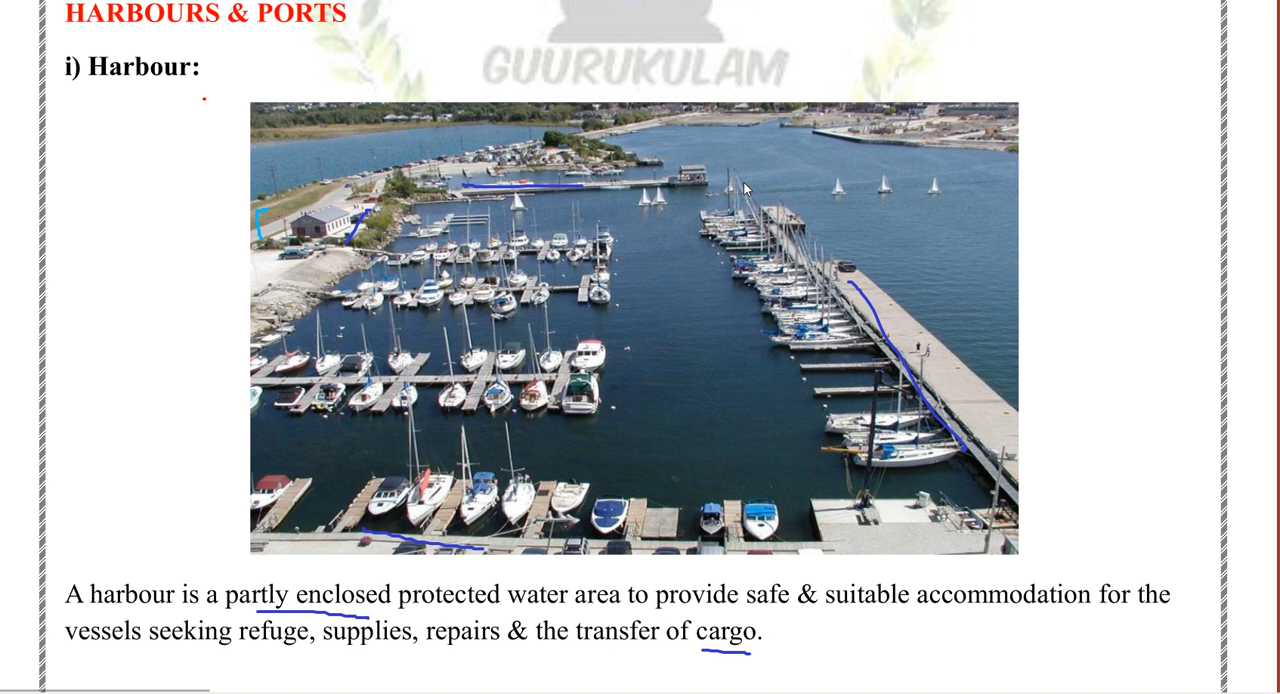 HARBOURS & PORTS
GUURUKULAM
i) Harbour:
A harbour is a partly enclosed protected water area to provide safe & suitable accommodation for the
vessels seeking refuge, supplies, repairs & the transfer of cargo.